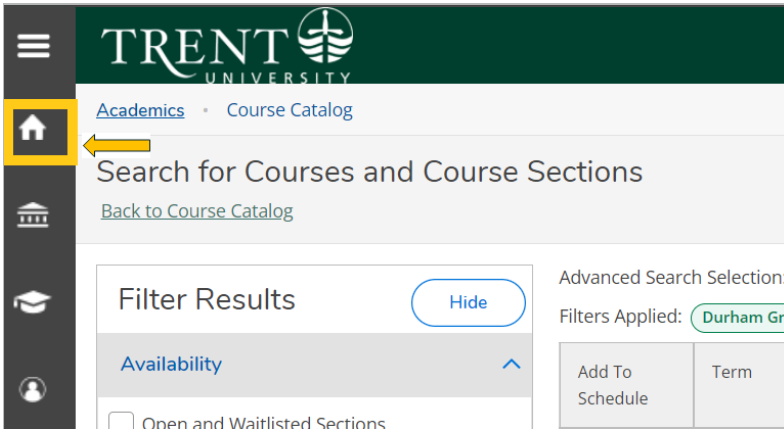 TRENT
UNIVERSITY
Academics • Course Catalog
Search for Courses and Course Sections
Back to Course Catalog
Filter Results
Hide
Availability
Open and Waitlisted Sections
Advanced Search Selection
Filters Applied: Durham Gr
Add To
Schedule
Term